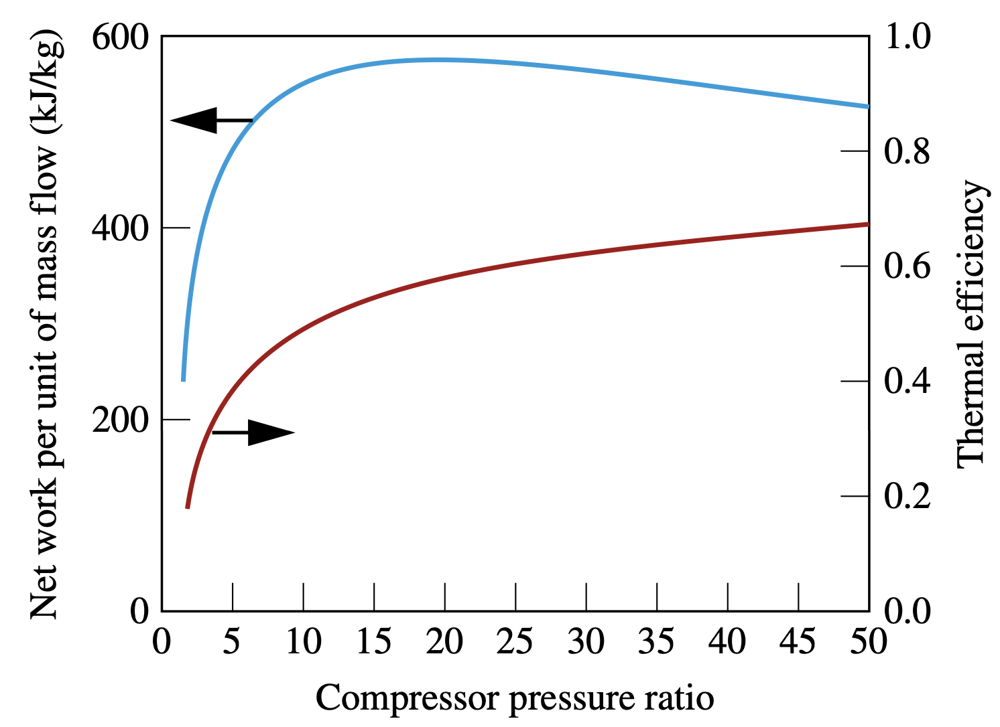 Net work per unit of mass flow (kJ/kg)
600
400
200
0
1.0
0.8
0.6
0.4
0.2
0.0
Thermal efficiency
0 5 10 15 20 25 30 35 40 45 50
Compressor pressure ratio